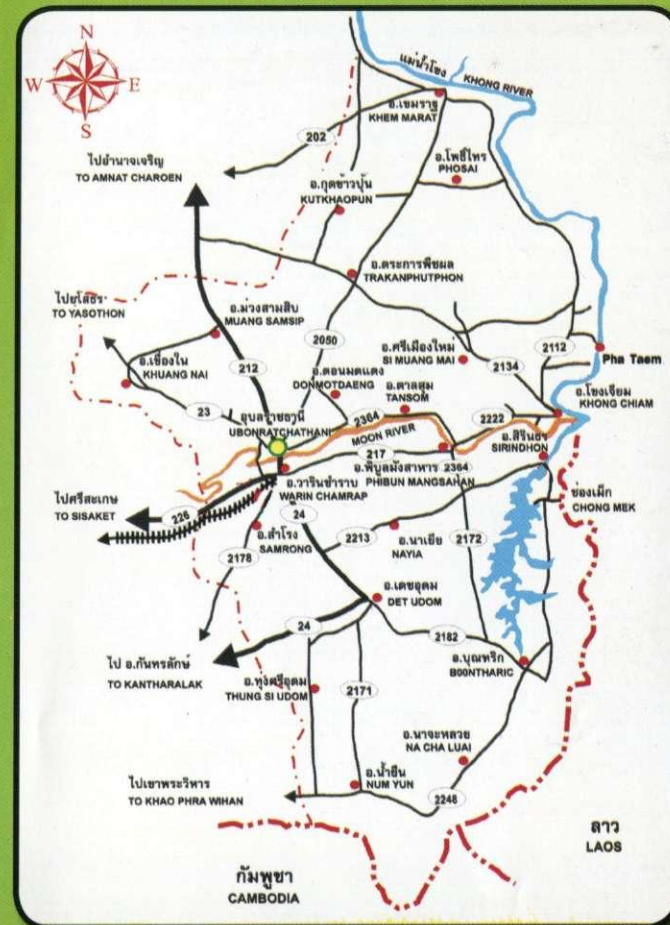 N
W
E
S
แม่น้ำโขง
KHONG RIVER
อ.เขมราฐ
KHEM MARAT
202
ไปอำนาจเจริญ
TO AMNAT CHAROEN
อ.โพธิ์ไทร
PHOSAI
อ.กุดข้าวปุ้น
KUTKHAOPUN
อ.ตระการพืชผล
TRAKANPHUTPHON
ไปยโสธร
TO YASOTHON
อ.ม่วงสามสิบ
MUANG SAMSIP
2050
อ.เขื่องใน
KHUANG NAI
212
อ.ดอนมดแดง
DONMOTDAENG
อ.ศรีเมืองใหม่
SI MUANG MAI
2134
2112
Pha Taem
อ.ตาลสุม
TANSOM
23
อุบลราชธานี
UBONRATCHATHANI
2364
MOON RIVER
2222
อ.โขงเจียม
KHONG CHIAM
อ.สิรินธร
SIRINDHON
217
อ.พิบูลมังสาหาร
PHIBUN MANGSAHAN
2364
อ.วารินชำราบ
WARIN CHAMRAP
ไปศรีสะเกษ
TO SISAKET
226
24
ช่องเม็ก
CHONG MEK
อ.สำโรง
SAMRONG
2178
2213
อ.นาเยีย
NAYIA
2172
อ.เดชอุดม
DET UDOM
24
2182
ไป อ.กันทรลักษ์
TO KANTHARALAK
อ.บุณฑริก
BOONTHARIC
อ.ทุ่งศรีอุดม
THUNG SI UDOM
2171
อ.นาจะหลวย
NA CHA LUAI
ไปเขาพระวิหาร
TO KHAO PHRA WIHAN
อ.น้ำยืน
NUM YUN
2248
ลาว
LAOS
กัมพูชา
CAMBODIA